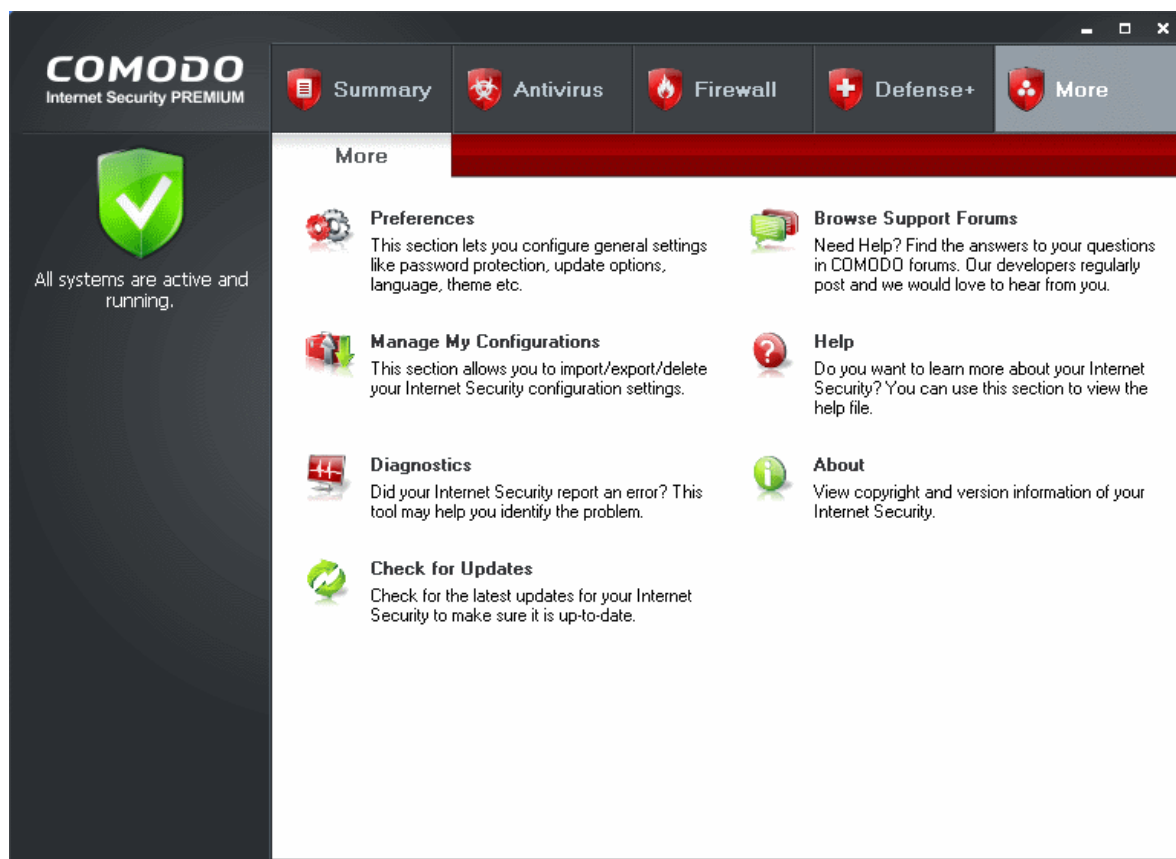 COMODO
Internet Security PREMIUM
Summary
Antivirus
Firewall
Defense+
More
More
All systems are active and
running.
Preferences
This section lets you configure general settings
like password protection, update options,
language, theme etc.
Manage My Configurations
This section allows you to import/export/delete
your Internet Security configuration settings.
Diagnostics
Did your Internet Security report an error? This
tool may help you identify the problem.
Check for Updates
Check for the latest updates for your Internet
Security to make sure it is up-to-date.
Browse Support Forums
Need Help? Find the answers to your questions
in COMODO forums. Our developers regularly
post and we would love to hear from you.
Help
Do you want to learn more about your Internet
Security? You can use this section to view the
help file.
About
View copyright and version information of your
Internet Security.